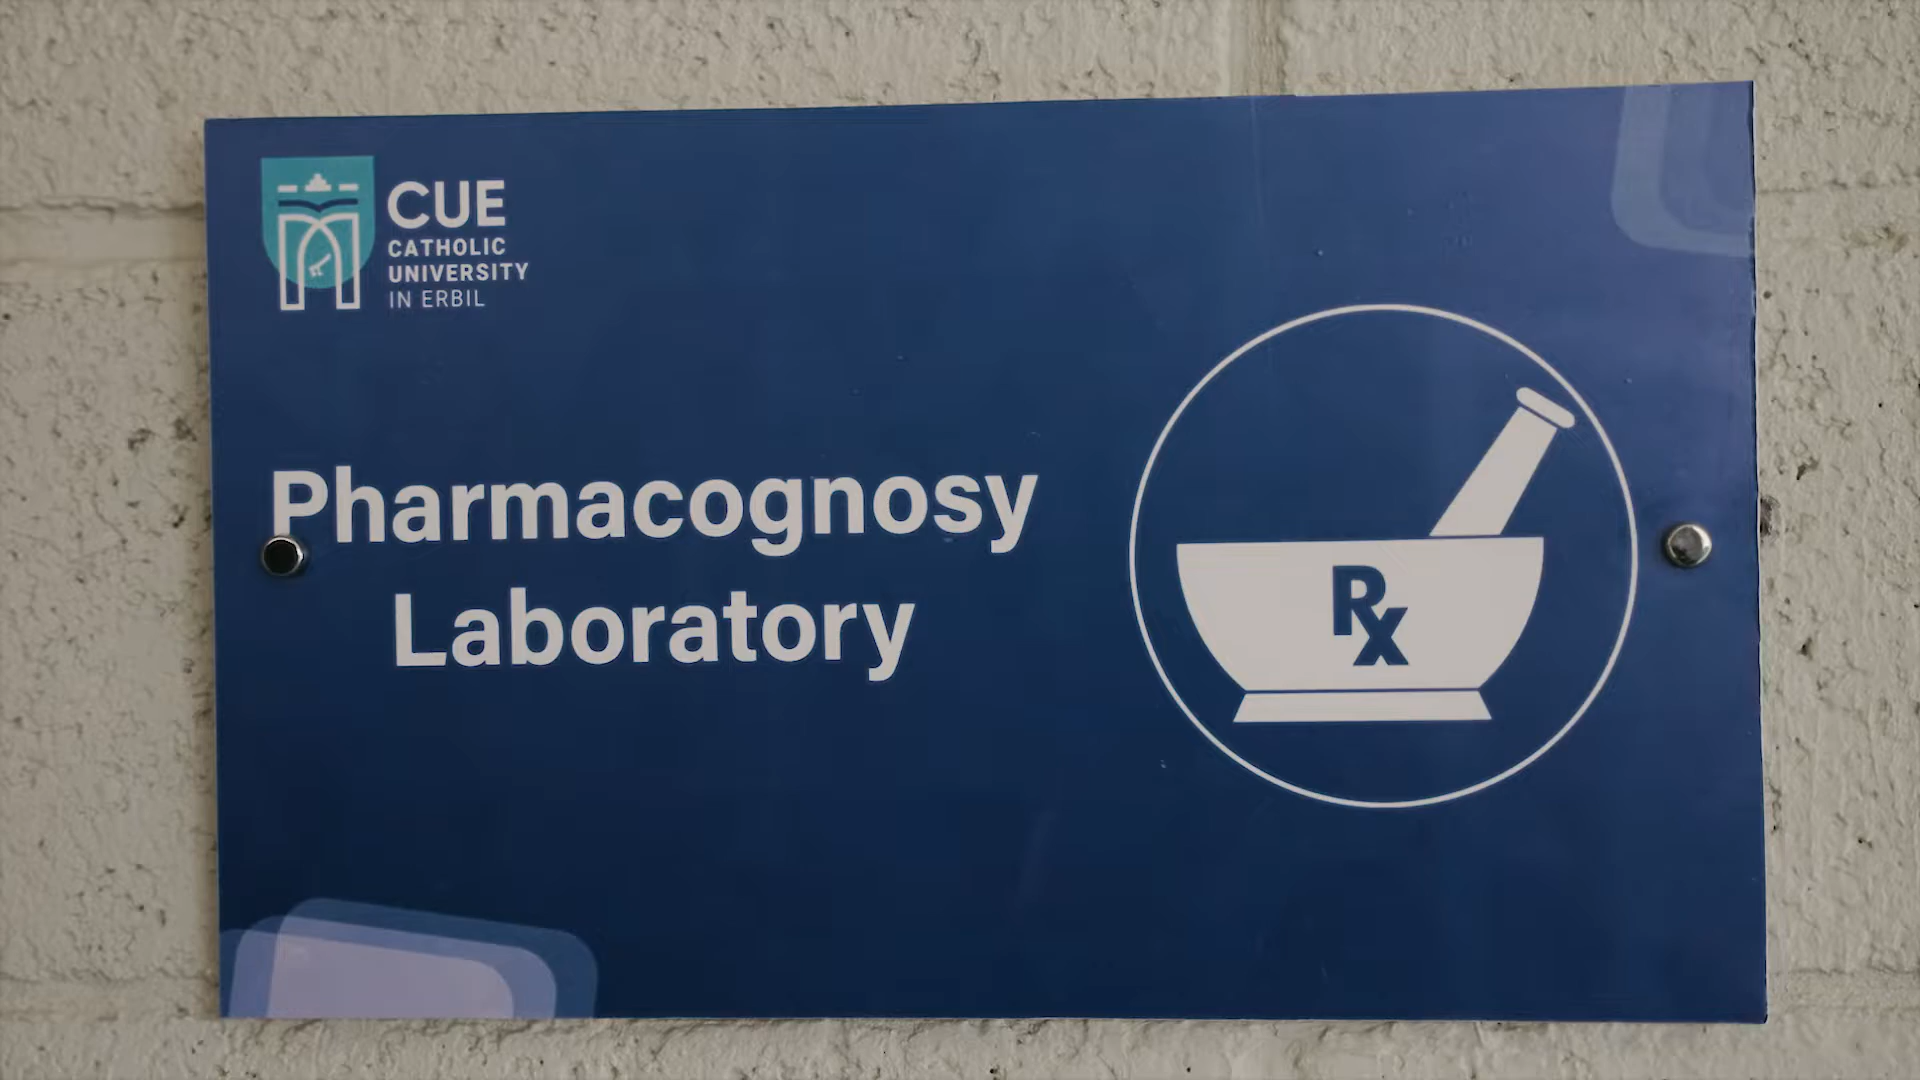 CUE
CATHOLIC
UNIVERSITY
IN ERBIL
Pharmacognosy
Laboratory
Rx